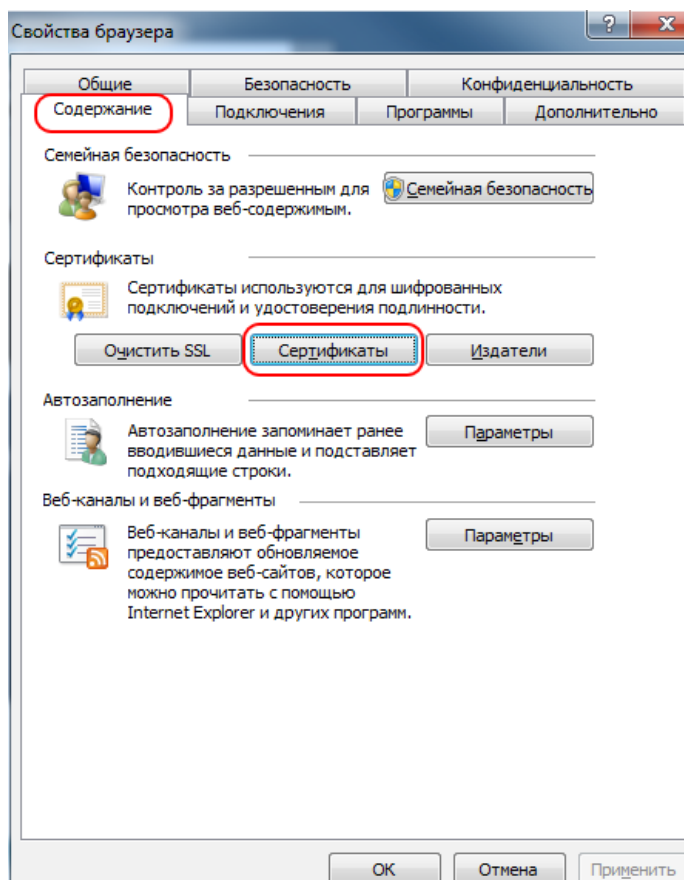 Свойства браузера
?
X
Общие
Безопасность
Конфиденциальность
Содержание
Подключения
Программы
Дополнительно
Семейная безопасность
Контроль за разрешенным для
просмотра веб-содержимым.
Семейная безопасность
Сертификаты
Сертификаты используются для шифрованных
подключений и удостоверения подлинности.
Очистить SSL
Сертификаты
Издатели
Автозаполнение
Автозаполнение запоминает ранее
вводившиеся данные и подставляет
подходящие строки.
Параметры
Веб-каналы и веб-фрагменты
Веб-каналы и веб-фрагменты
предоставляют обновляемое
содержимое веб-сайтов, которое
можно прочитать с помощью
Internet Explorer и других программ.
Параметры
ОК
Отмена
Применить